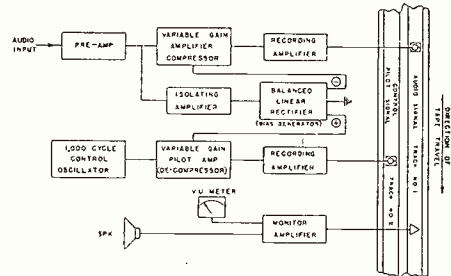 AUDIO
INPUT
PRE-AMP
VARIABLE GAIN
AMPLIFIER
COMPRESSOR
RECORDING
AMPLIFIER
ISOLATING
AMPLIFIER
BALANCED
LINEAR
RECTIFIER
(BIAS GENERATOR)
1,000 CYCLE
CONTROL
OSCILLATOR
VARIABLE GAIN
PILOT AMP
(DE-COMPRESSOR)
RECORDING
AMPLIFIER
VU METER
SPK
MONITOR
AMPLIFIER
CONTROL
PILOT SIGNAL
TRACK NO 2
AUDIO SIGNAL TRACK NO 1
DIRECTION OF
TAPE TRAVEL